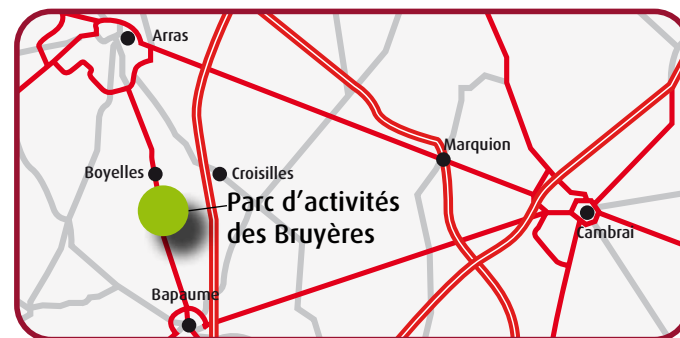 Arras
Marquion
Boyelles
Croisilles
Parc d’activités
des Bruyères
Cambrai
Bapaume